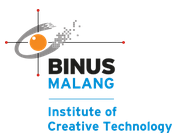 BINUS
MALANG
Institute of
Creative Technology